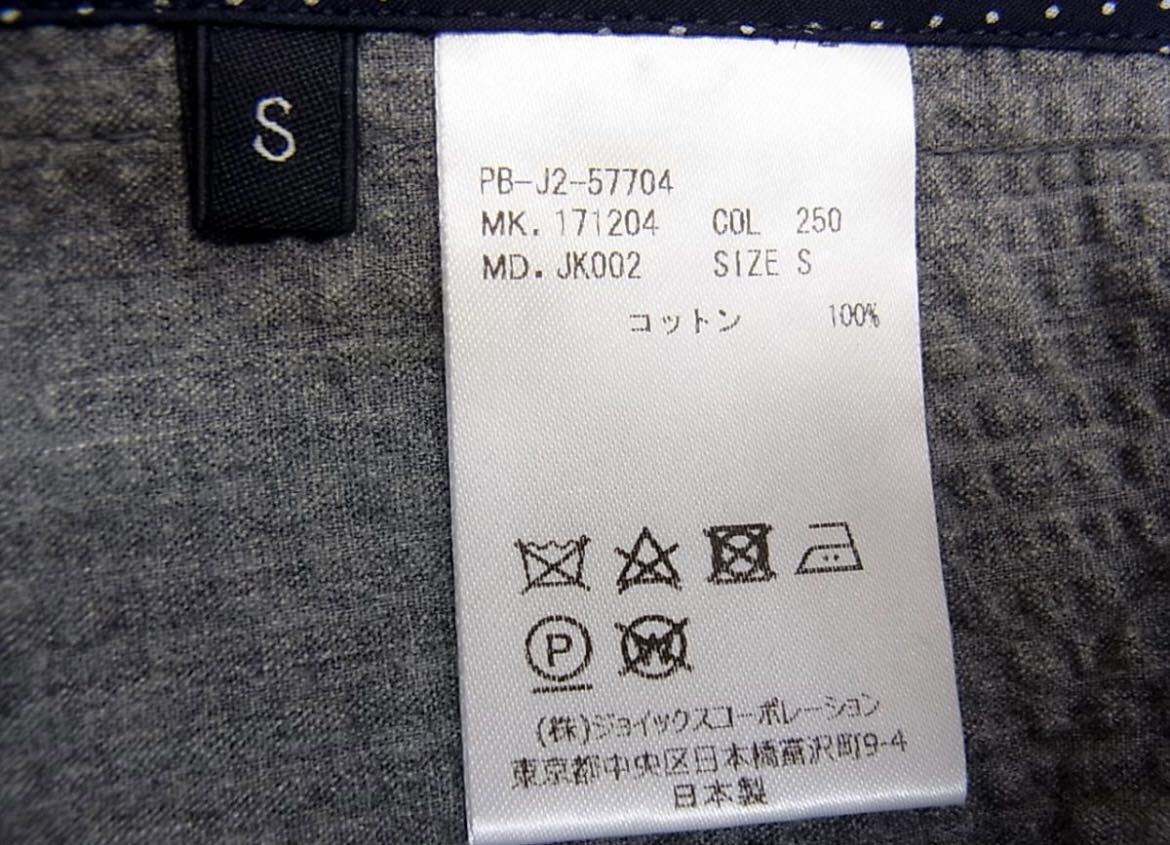 S
PB-J2-57704
MK. 171204 COL 250
MD. JK002 SIZE S
コットン 100%
P
W
(株)ジョイックスコーポレーション
東京都中央区日本橋富沢町9-4
日本製